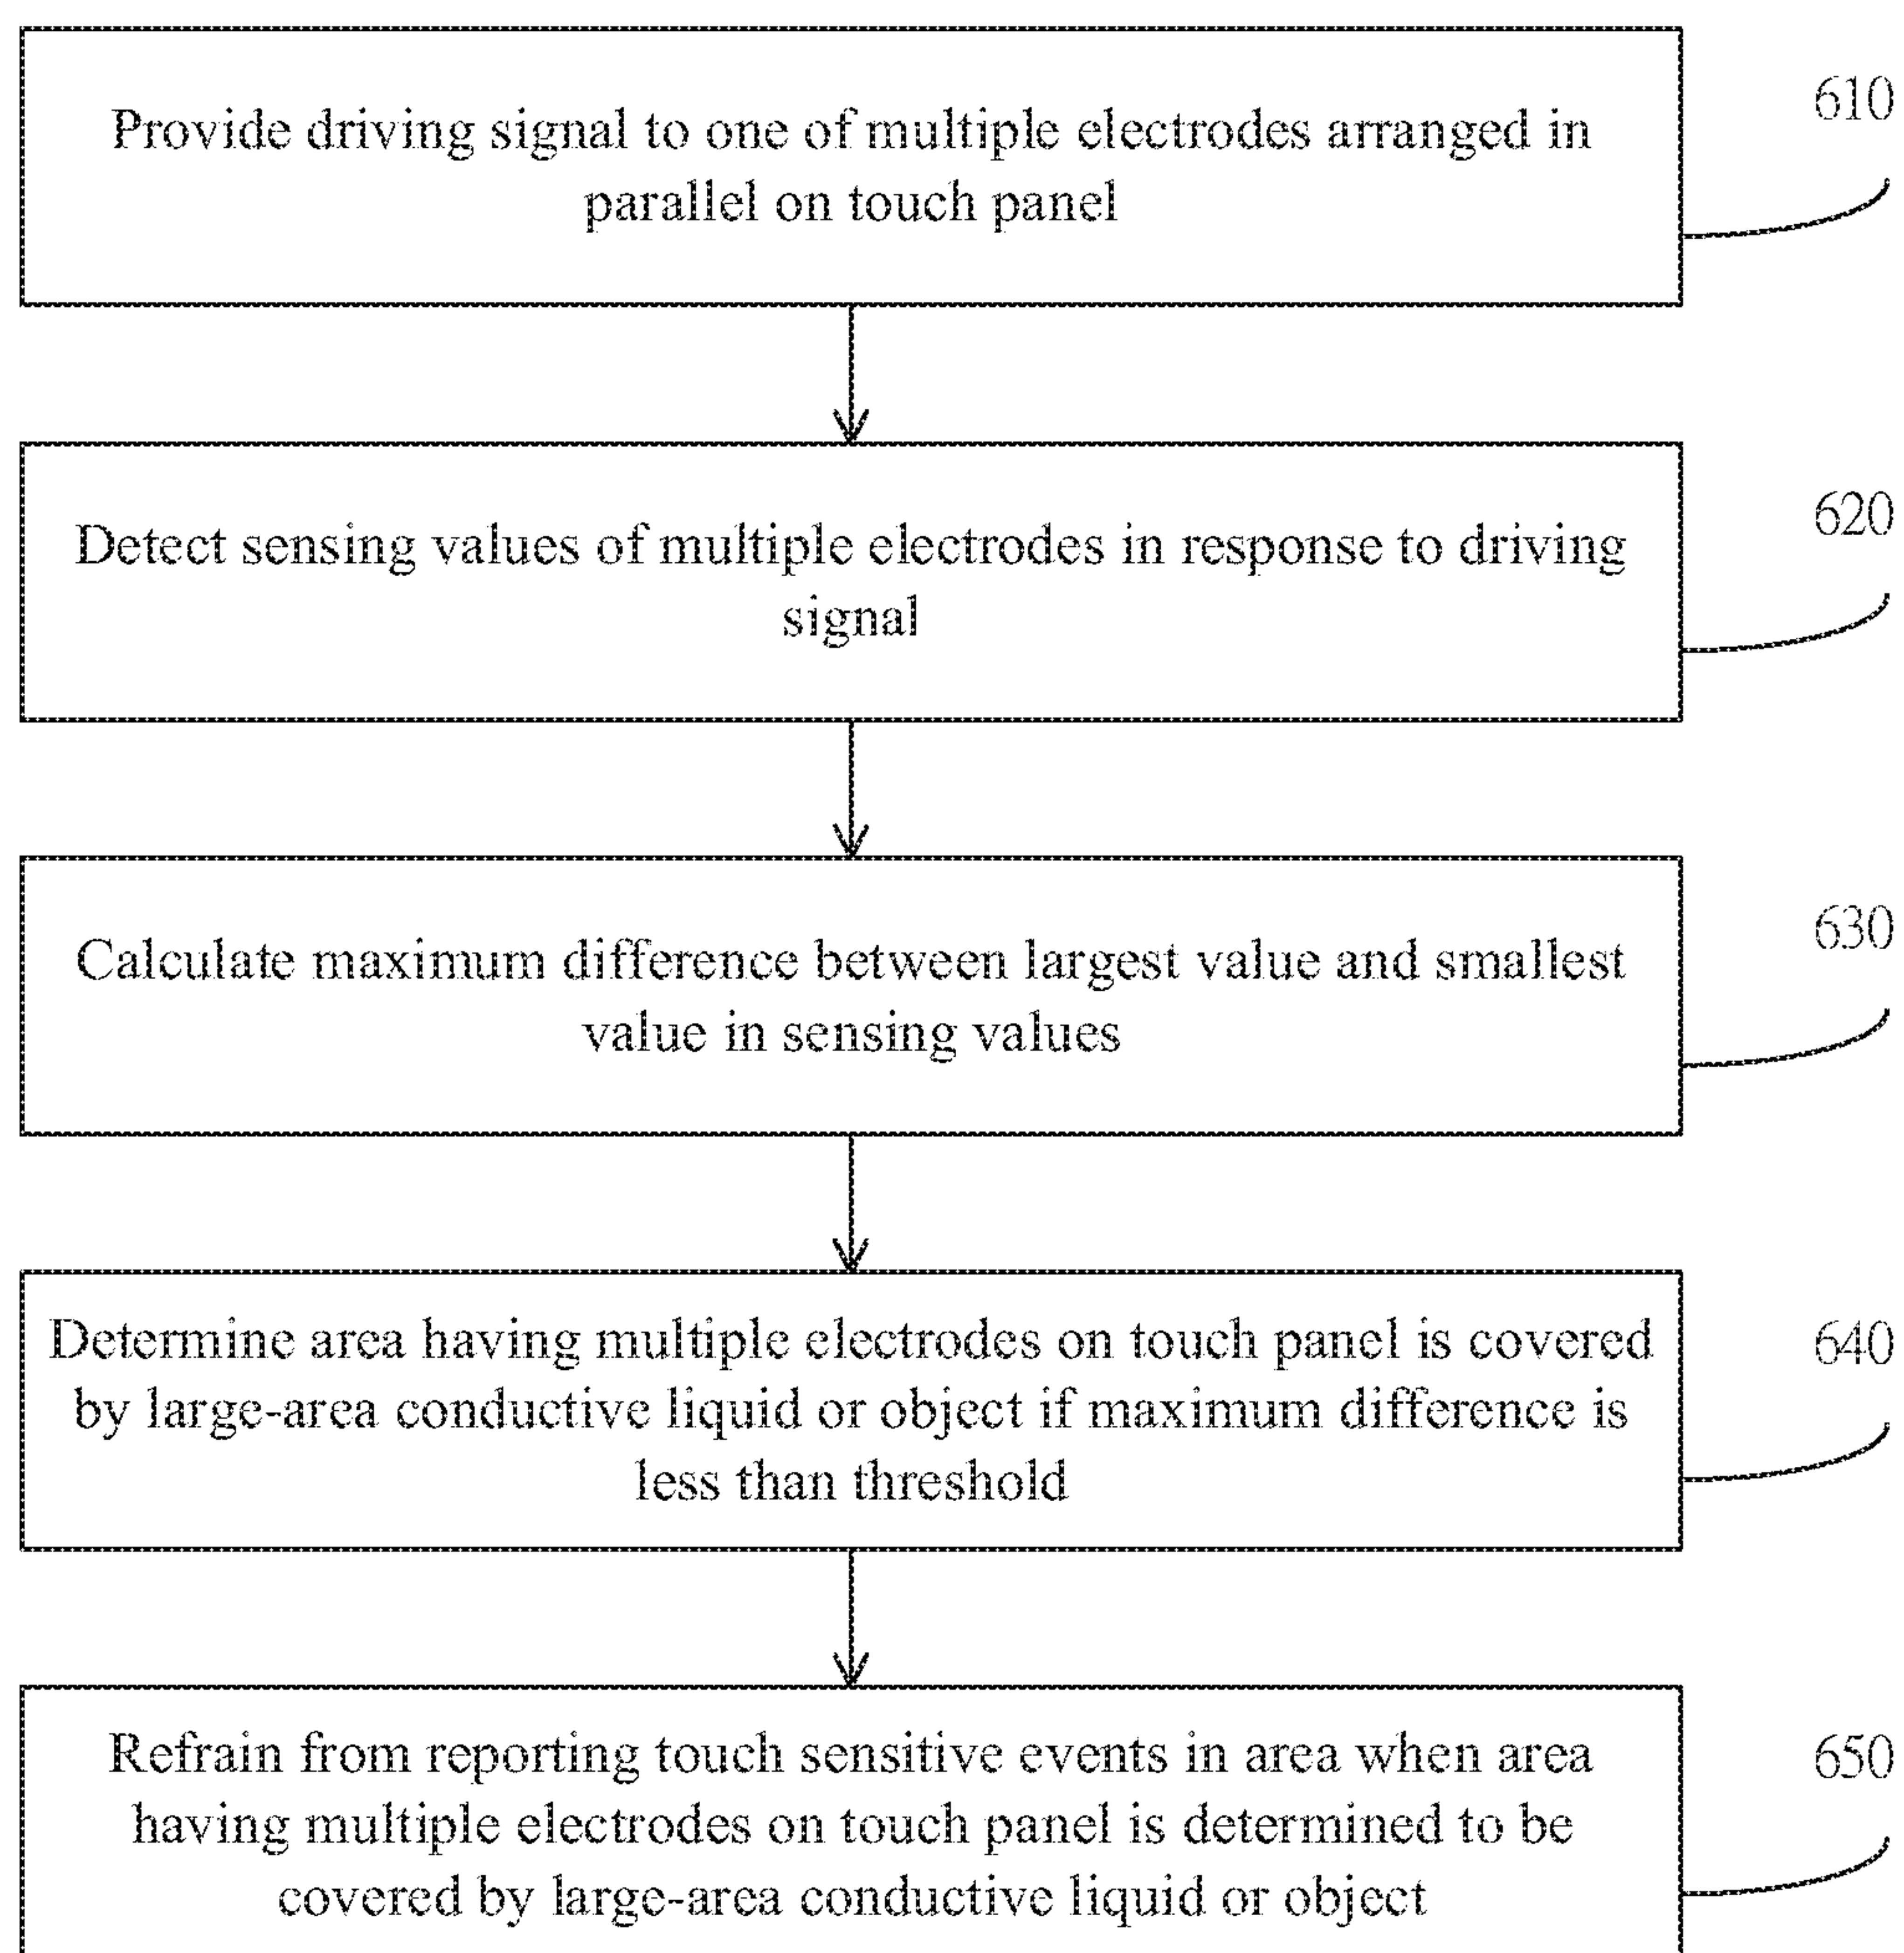 Provide driving signal to one of multiple electrodes arranged in
parallel on touch panel
610
Detect sensing values of multiple electrodes in response to driving
signal
620
Calculate maximum difference between largest value and smallest
value in sensing values
630
Determine area having multiple electrodes on touch panel is covered
by large-area conductive liquid or object if maximum difference is
less than threshold
640
Refrain from reporting touch sensitive events in area when area
having multiple electrodes on touch panel is determined to be
covered by large-area conductive liquid or object
650